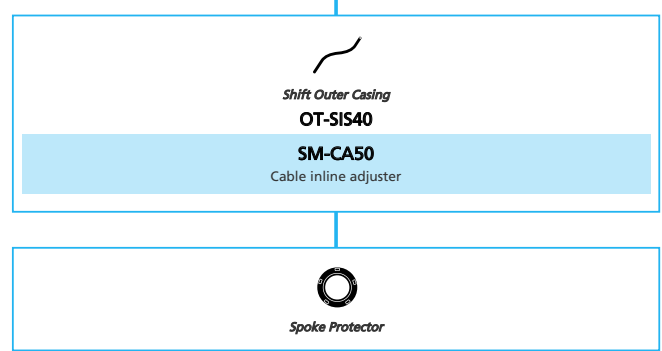 Shift Outer Casing
OT-SIS40
SM-CA50
Cable inline adjuster
Spoke Protector